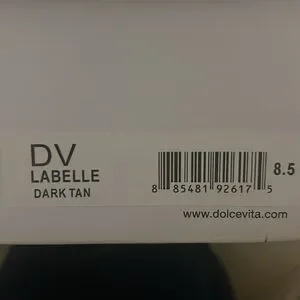 DV
LABELLE
DARK TAN
8.5
8 85481 92617 5
www.dolcevita.com